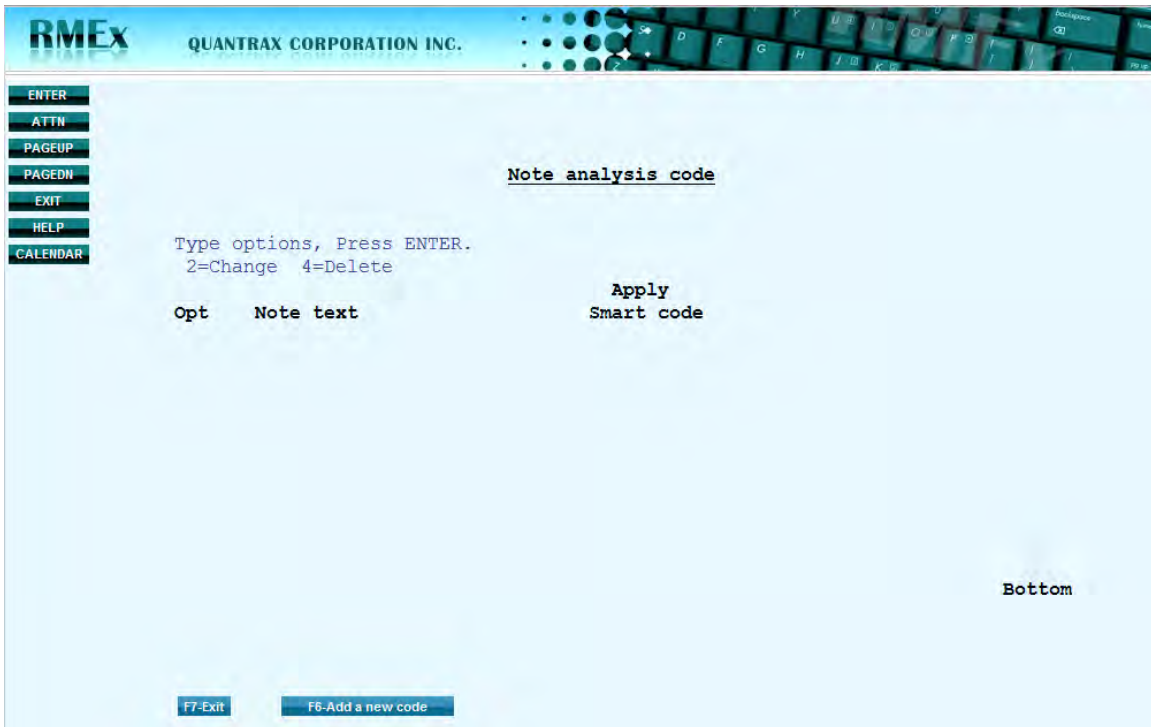 RMEx
QUANTRAX CORPORATION INC.
ENTER
ATTN
PAGEUP
PAGEDN
EXIT
HELP
CALENDAR
Note analysis code
Type options, Press ENTER.
2=Change 4=Delete
Apply
Opt Note text Smart code
Bottom
F7-Exit F6-Add a new code